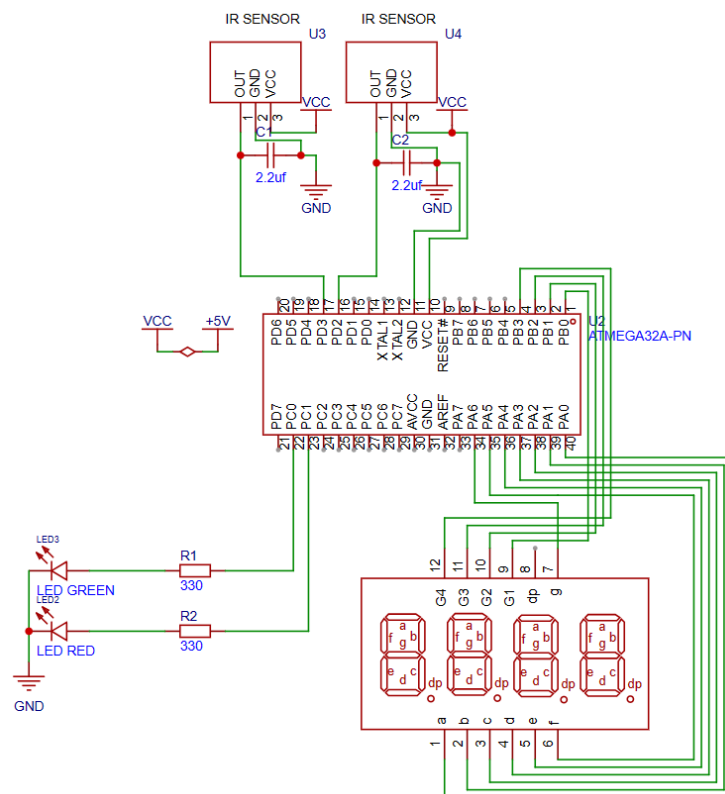 IR SENSOR
IR SENSOR
U3
U4
OUT
GND
VCC
OUT
GND
VCC
1
2
3
1
2
3
VCC
VCC
C1
C2
2.2uf
2.2uf
GND
GND
20
19
18
17
16
15
14
13
12
11
10
9
8
7
6
5
4
3
2
1
U2
ATMEGA32A-PN
PD6
PD5
PD4
PD3
PD2
PD1
PD0
XTAL1
XTAL2
GND
VCC
RESET#
PB7
PB6
PB5
PB4
PB3
PB2
PB1
PB0
VCC
+5V
PD7
PC0
PC1
PC2
PC3
PC4
PC5
PC6
PC7
AVCC
GND
AREF
PA7
PA6
PA5
PA4
PA3
PA2
PA1
PA0
21
22
23
24
25
26
27
28
29
30
31
32
33
34
35
36
37
38
39
40
LED3
R1
LED GREEN
330
LED2
R2
LED RED
330
GND
12
11
10
9
8
7
G4
G3
G2
G1
dp
g
a
f
b
g
e
c
d
dp
a
f
b
g
e
c
d
dp
a
f
b
g
e
c
d
dp
a
f
b
g
e
c
d
dp
a
b
c
d
e
f
1
2
3
4
5
6